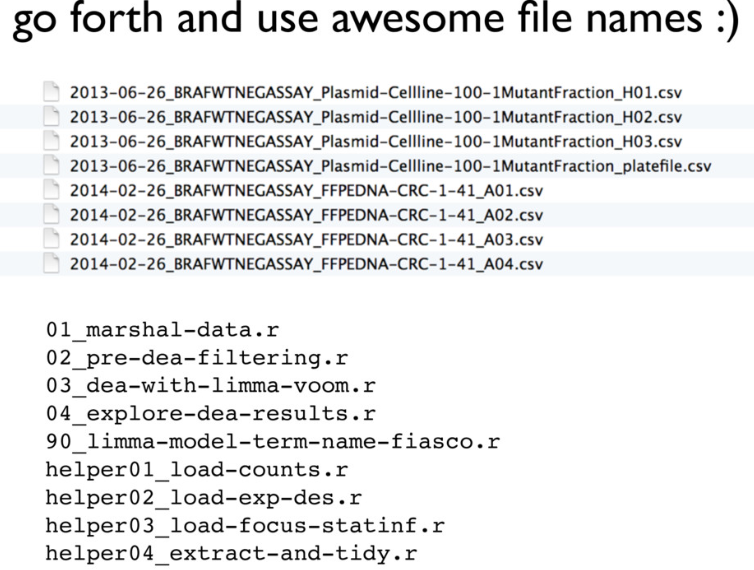 go forth and use awesome file names :)
2013-06-26_BRAFWTNEGASSAY_Plasmid-Cellline-100-1MutantFraction_H01.csv
2013-06-26_BRAFWTNEGASSAY_Plasmid-Cellline-100-1MutantFraction_H02.csv
2013-06-26_BRAFWTNEGASSAY_Plasmid-Cellline-100-1MutantFraction_H03.csv
2013-06-26_BRAFWTNEGASSAY_Plasmid-Cellline-100-1MutantFraction_platefile.csv
2014-02-26_BRAFWTNEGASSAY_FFPEDNA-CRC-1-41_A01.csv
2014-02-26_BRAFWTNEGASSAY_FFPEDNA-CRC-1-41_A02.csv
2014-02-26_BRAFWTNEGASSAY_FFPEDNA-CRC-1-41_A03.csv
2014-02-26_BRAFWTNEGASSAY_FFPEDNA-CRC-1-41_A04.csv
01_marshal-data.r
02_pre-dea-filtering.r
03_dea-with-limma-voom.r
04_explore-dea-results.r
90_limma-model-term-name-fiasco.r
helper01_load-counts.r
helper02_load-exp-des.r
helper03_load-focus-statinf.r
helper04_extract-and-tidy.r